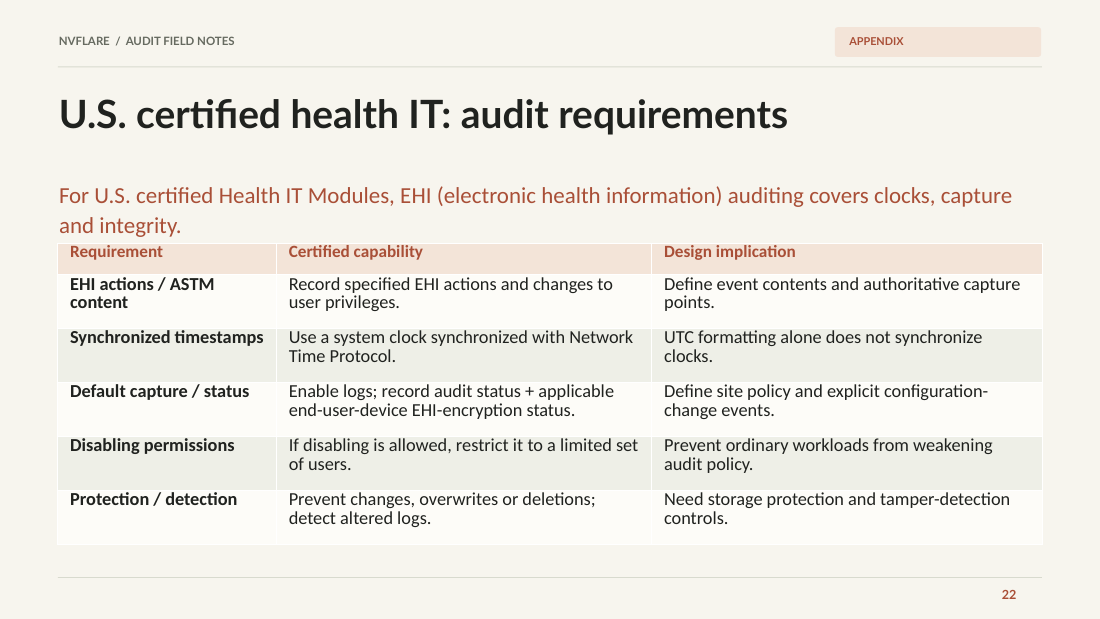 NVFLARE / AUDIT FIELD NOTES
APPENDIX
U.S. certified health IT: audit requirements
For U.S. certified Health IT Modules, EHI (electronic health information) auditing covers clocks, capture
and integrity.
Requirement
Certified capability
Design implication
EHI actions / ASTM
content
Record specified EHI actions and changes to
user privileges.
Define event contents and authoritative capture
points.
Synchronized timestamps
Use a system clock synchronized with Network
Time Protocol.
UTC formatting alone does not synchronize
clocks.
Default capture / status
Enable logs; record audit status + applicable
end-user-device EHI-encryption status.
Define site policy and explicit configuration-
change events.
Disabling permissions
If disabling is allowed, restrict it to a limited set
of users.
Prevent ordinary workloads from weakening
audit policy.
Protection / detection
Prevent changes, overwrites or deletions;
detect altered logs.
Need storage protection and tamper-detection
controls.
22